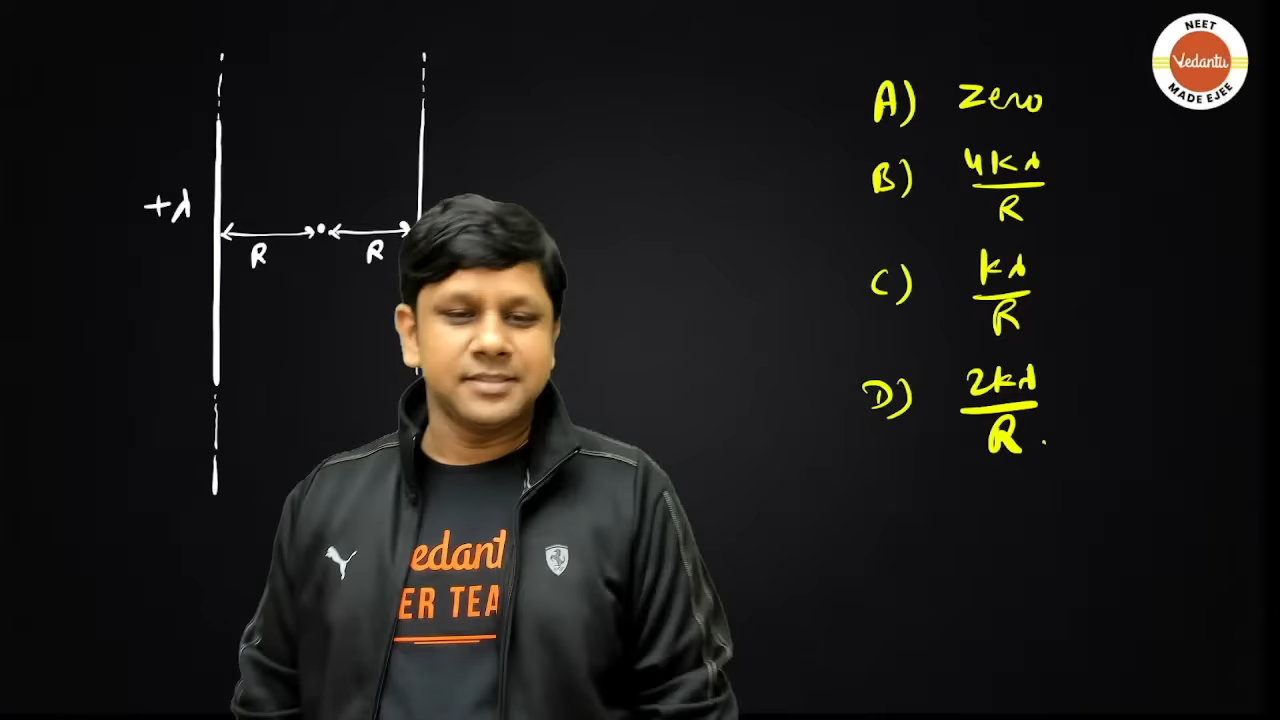 +λ
R
R
A) Zero
B) 4Kλ
R
C) Kλ
R
D) 2Kλ
R
NEET
Vedantu
MADE EJEE
edant
ER TEA